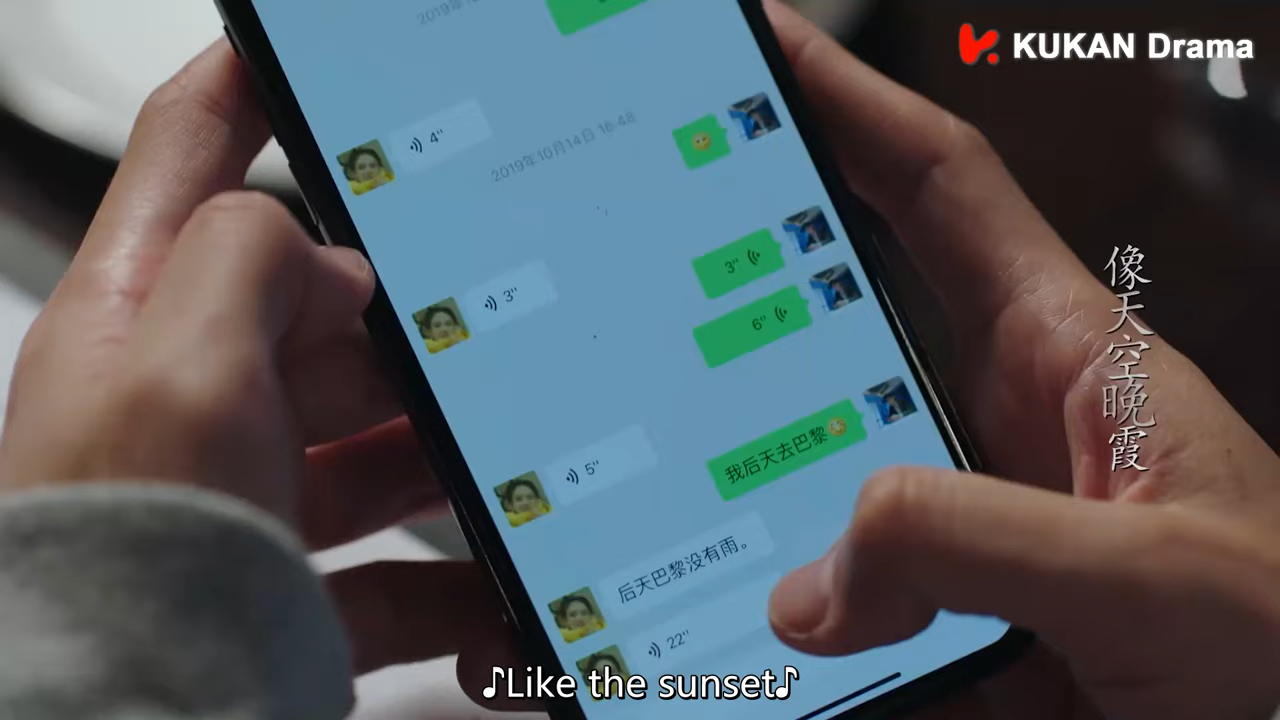 KUKAN Drama
4''
2019年10月14日 16:48
3''
3''
6''
5''
我后天去巴黎
后天巴黎没有雨。
22''
像天空晚霞
♪Like the sunset♪